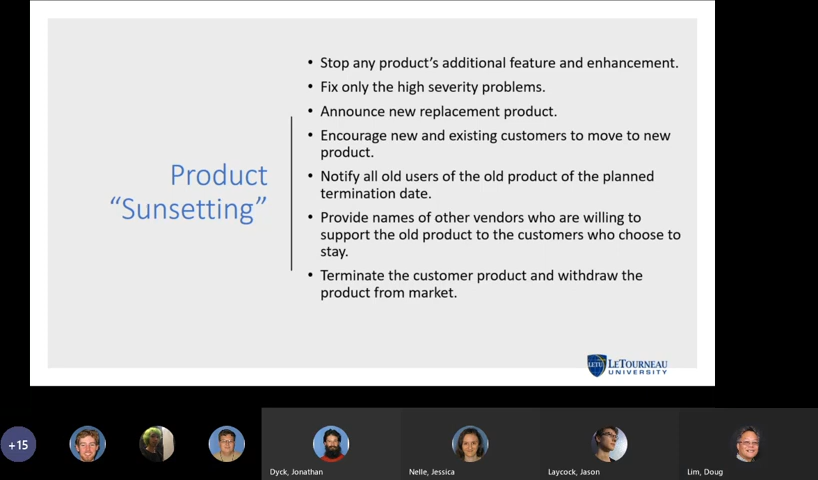 • Stop any product's additional feature and enhancement.
• Fix only the high severity problems.
• Announce new replacement product.
• Encourage new and existing customers to move to new
product.
• Notify all old users of the old product of the planned
termination date.
• Provide names of other vendors who are willing to
support the old product to the customers who choose to
stay.
• Terminate the customer product and withdraw the
product from market.
Product
“Sunsetting”
LETU LETOURNEAU
UNIVERSITY
+15
Dyck, Jonathan
Nelle, Jessica
Laycock, Jason
Lim, Doug